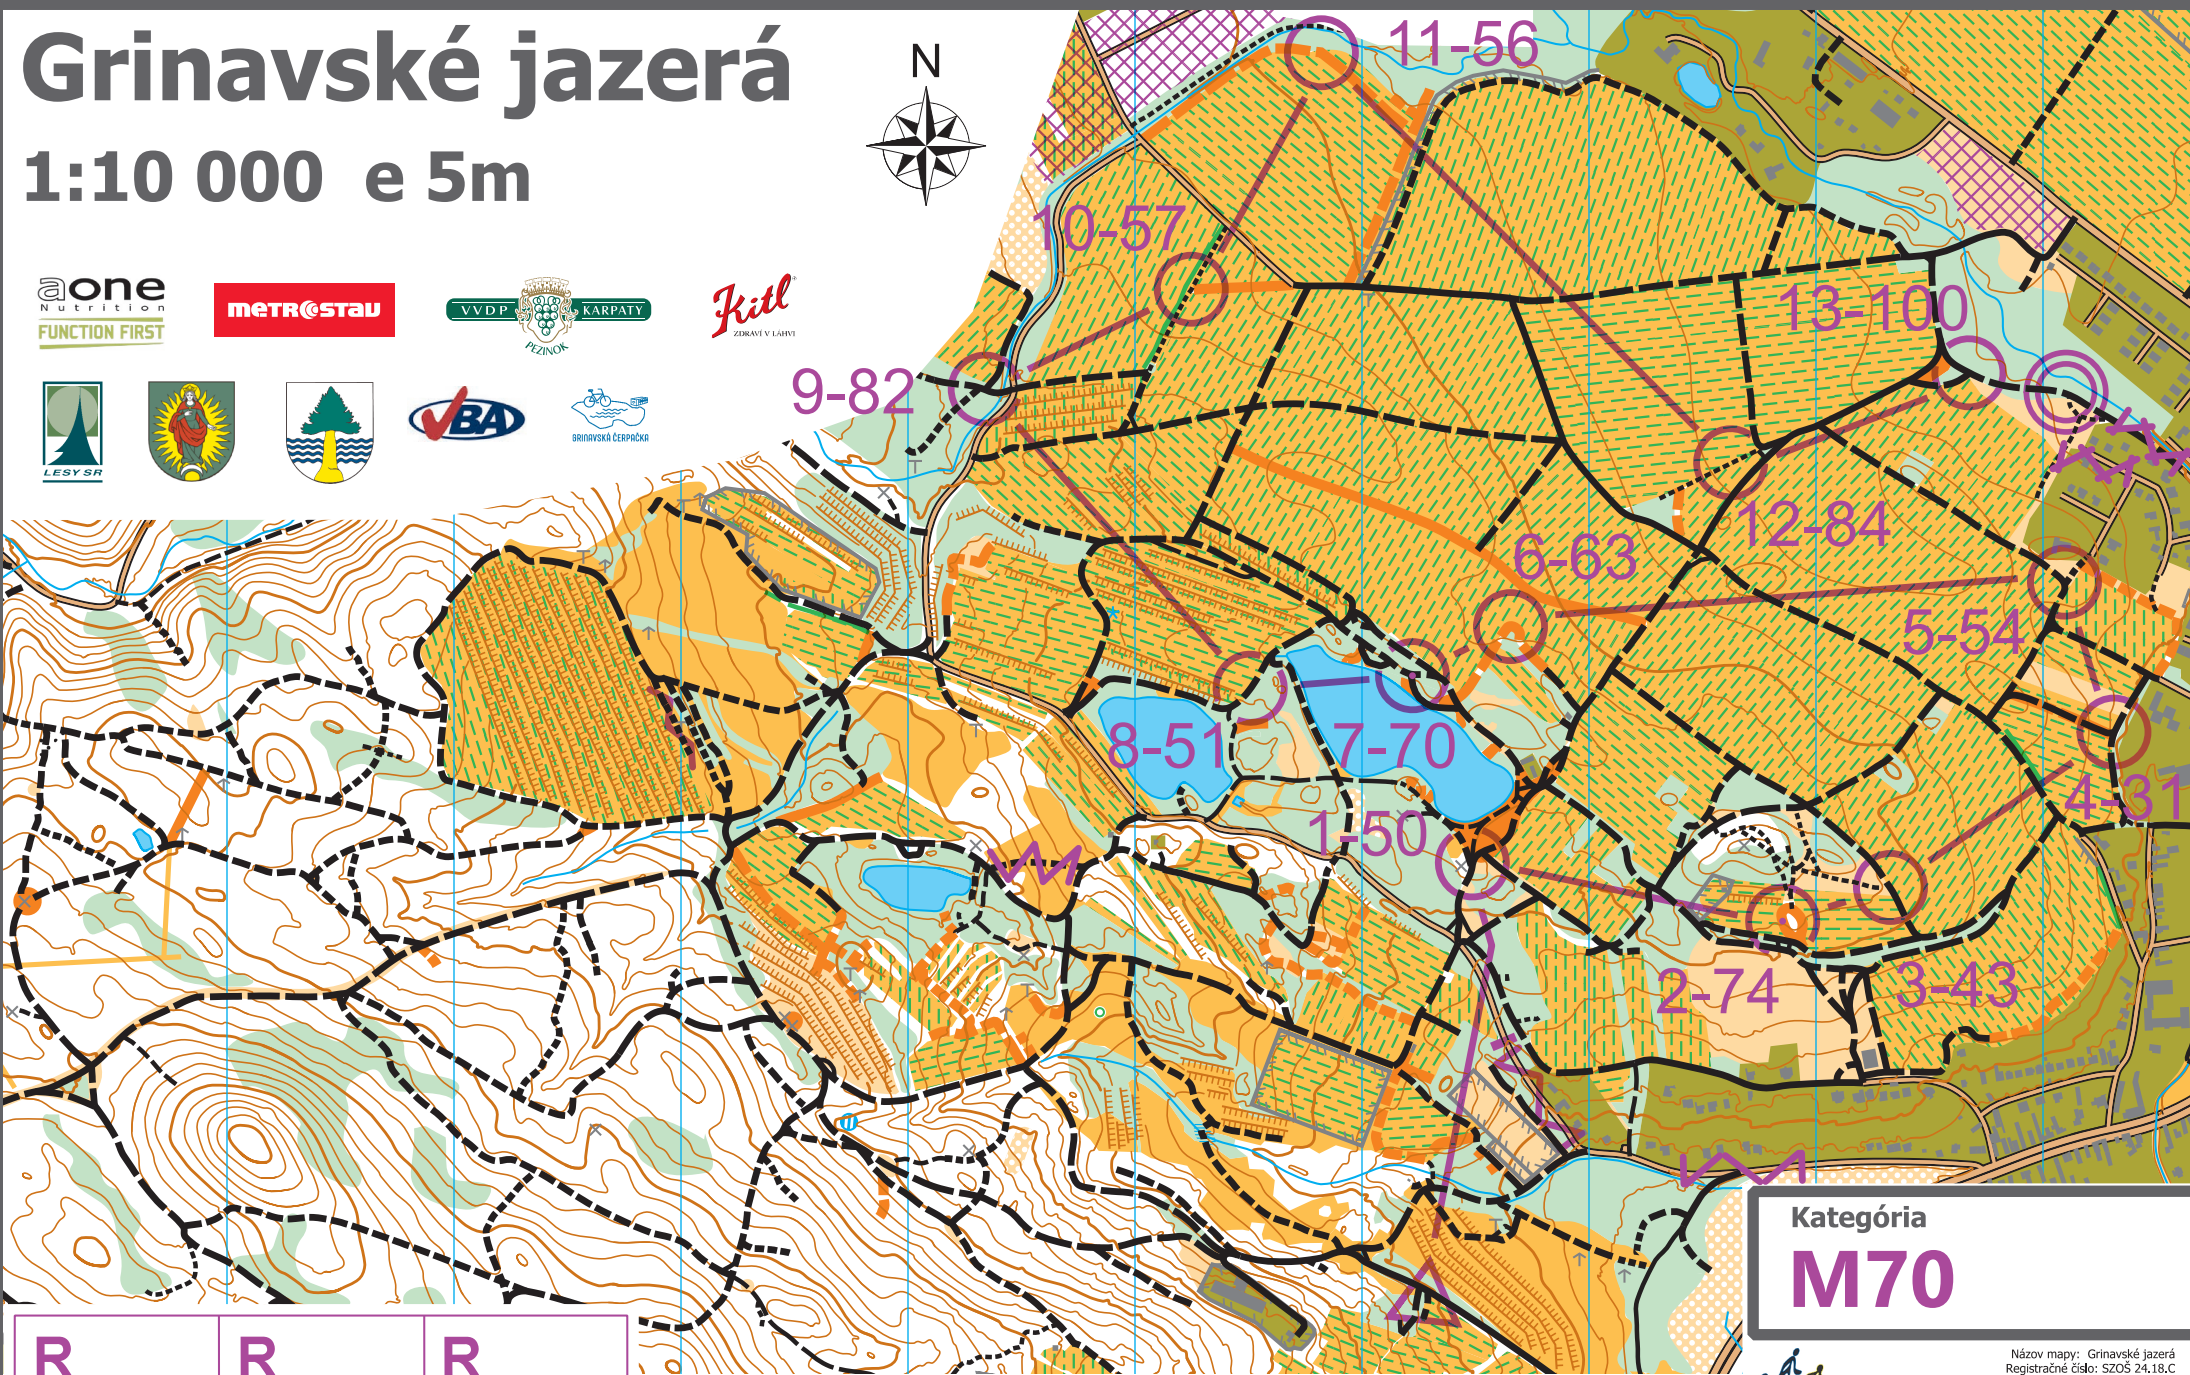 Grinavské jazerá
1:10 000 e 5m
N
aone
Nutrition
FUNCTION FIRST
METROSTAV
VVDP KARPATY
PEZINOK
Kitl
ZDRAVÍ V LÁHVI
LESY SR
VBA
GRINAVSKÁ ČERPAČKA
11-56
10-57
13-100
9-82
12-84
6-63
5-54
8-51
7-70
4-31
1-50
2-74
3-43
Kategória
M70
R R R
Názov mapy: Grinavské jazerá
Registračné číslo: SZOŠ 24.18.C